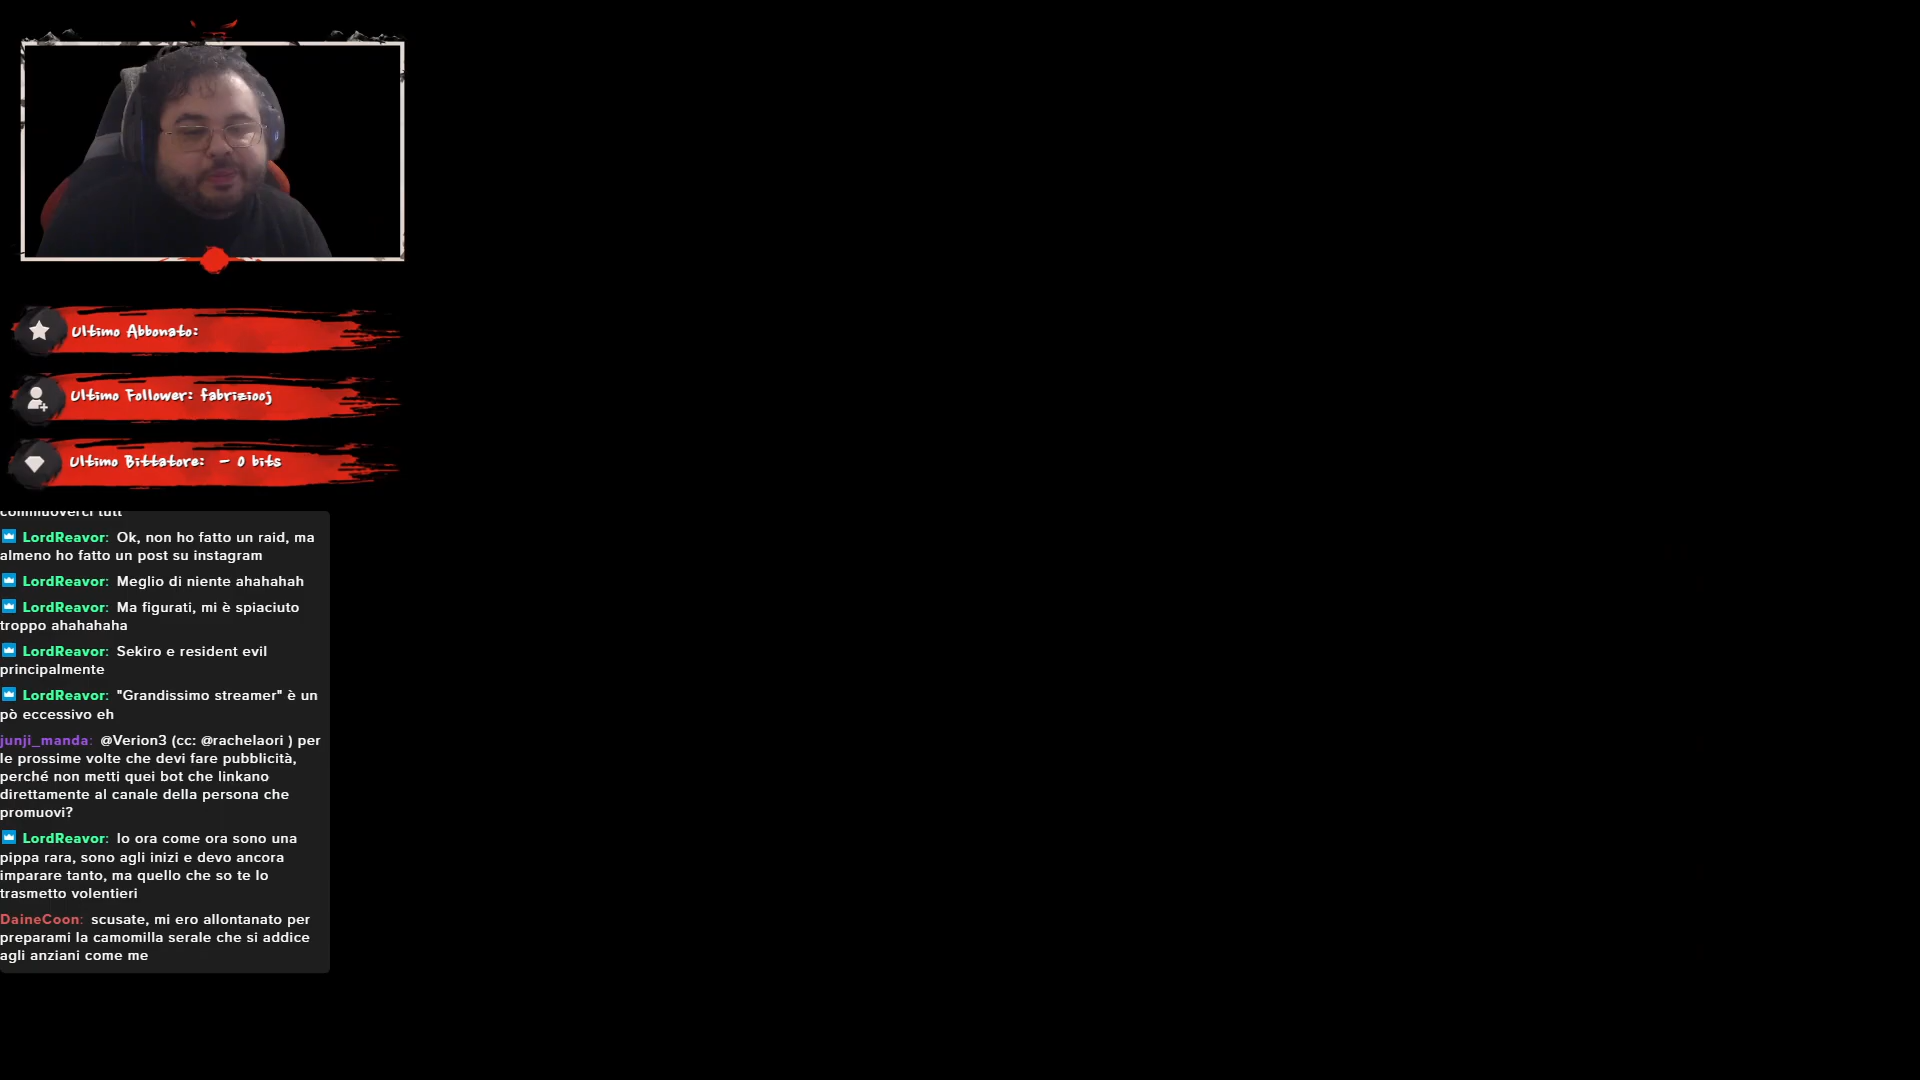 Ultimo Abbonato:
Ultimo Follower: fabriziooj
Ultimo Bittatore: - 0 bits
commuoverci tutt
LordReavor: Ok, non ho fatto un raid, ma
almeno ho fatto un post su instagram
LordReavor: Meglio di niente ahahahah
LordReavor: Ma figurati, mi è spiaciuto
troppo ahahahaha
LordReavor: Sekiro e resident evil
principalmente
LordReavor: "Grandissimo streamer" è un
pò eccessivo eh
junji_manda: @Verion3 (cc: @rachelaori ) per
le prossime volte che devi fare pubblicità,
perché non metti quei bot che linkano
direttamente al canale della persona che
promuovi?
LordReavor: Io ora come ora sono una
pippa rara, sono agli inizi e devo ancora
imparare tanto, ma quello che so te lo
trasmetto volentieri
DaineCoon: scusate, mi ero allontanato per
preparami la camomilla serale che si addice
agli anziani come me